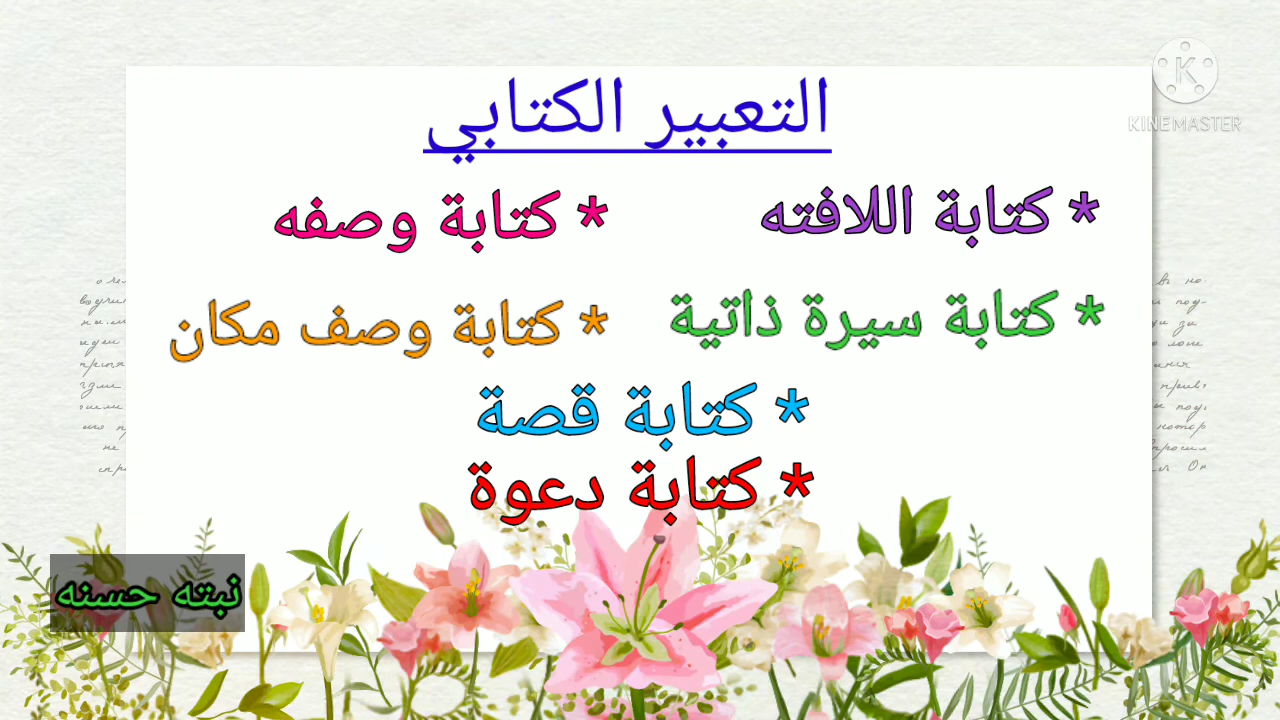 التعبير الكتابي
* كتابة اللافته
* كتابة وصفه
* كتابة سيرة ذاتية
* كتابة وصف مكان
* كتابة قصة
* كتابة دعوة
نبته حسنه
KINEMASTER